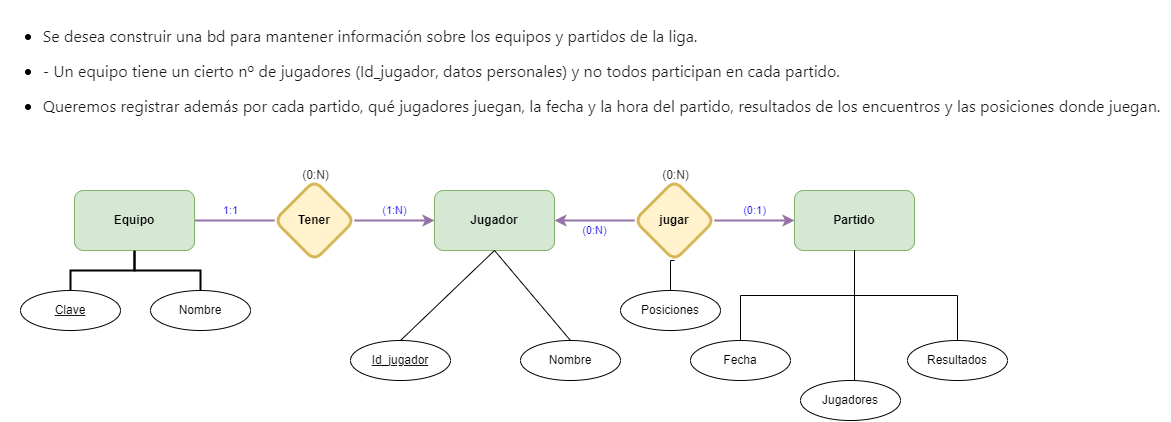 Se desea construir una bd para mantener información sobre los equipos y partidos de la liga.
- Un equipo tiene un cierto nº de jugadores (Id_jugador, datos personales) y no todos participan en cada partido.
Queremos registrar además por cada partido, qué jugadores juegan, la fecha y la hora del partido, resultados de los encuentros y las posiciones donde juegan.
(0:N) (0:N)
Equipo 1:1 Tener (1:N) Jugador (0:N) jugar (0:1) Partido
Clave Nombre Posiciones
Id_jugador Nombre Fecha Resultados
Jugadores